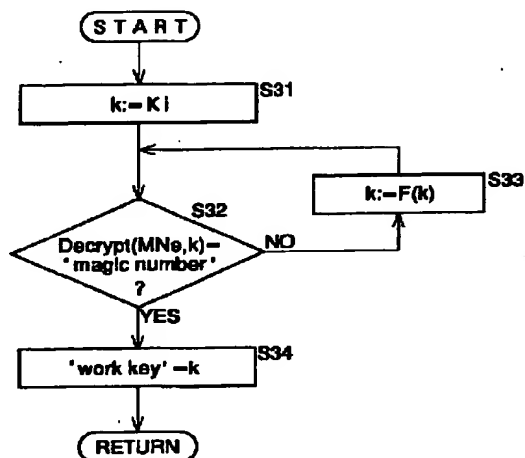 START
S31
k:=Ki
S33
k:=F(k)
S32
Decrypt(MNe,k)=
"magic number"
?
NO
YES
S34
"work key"=k
RETURN